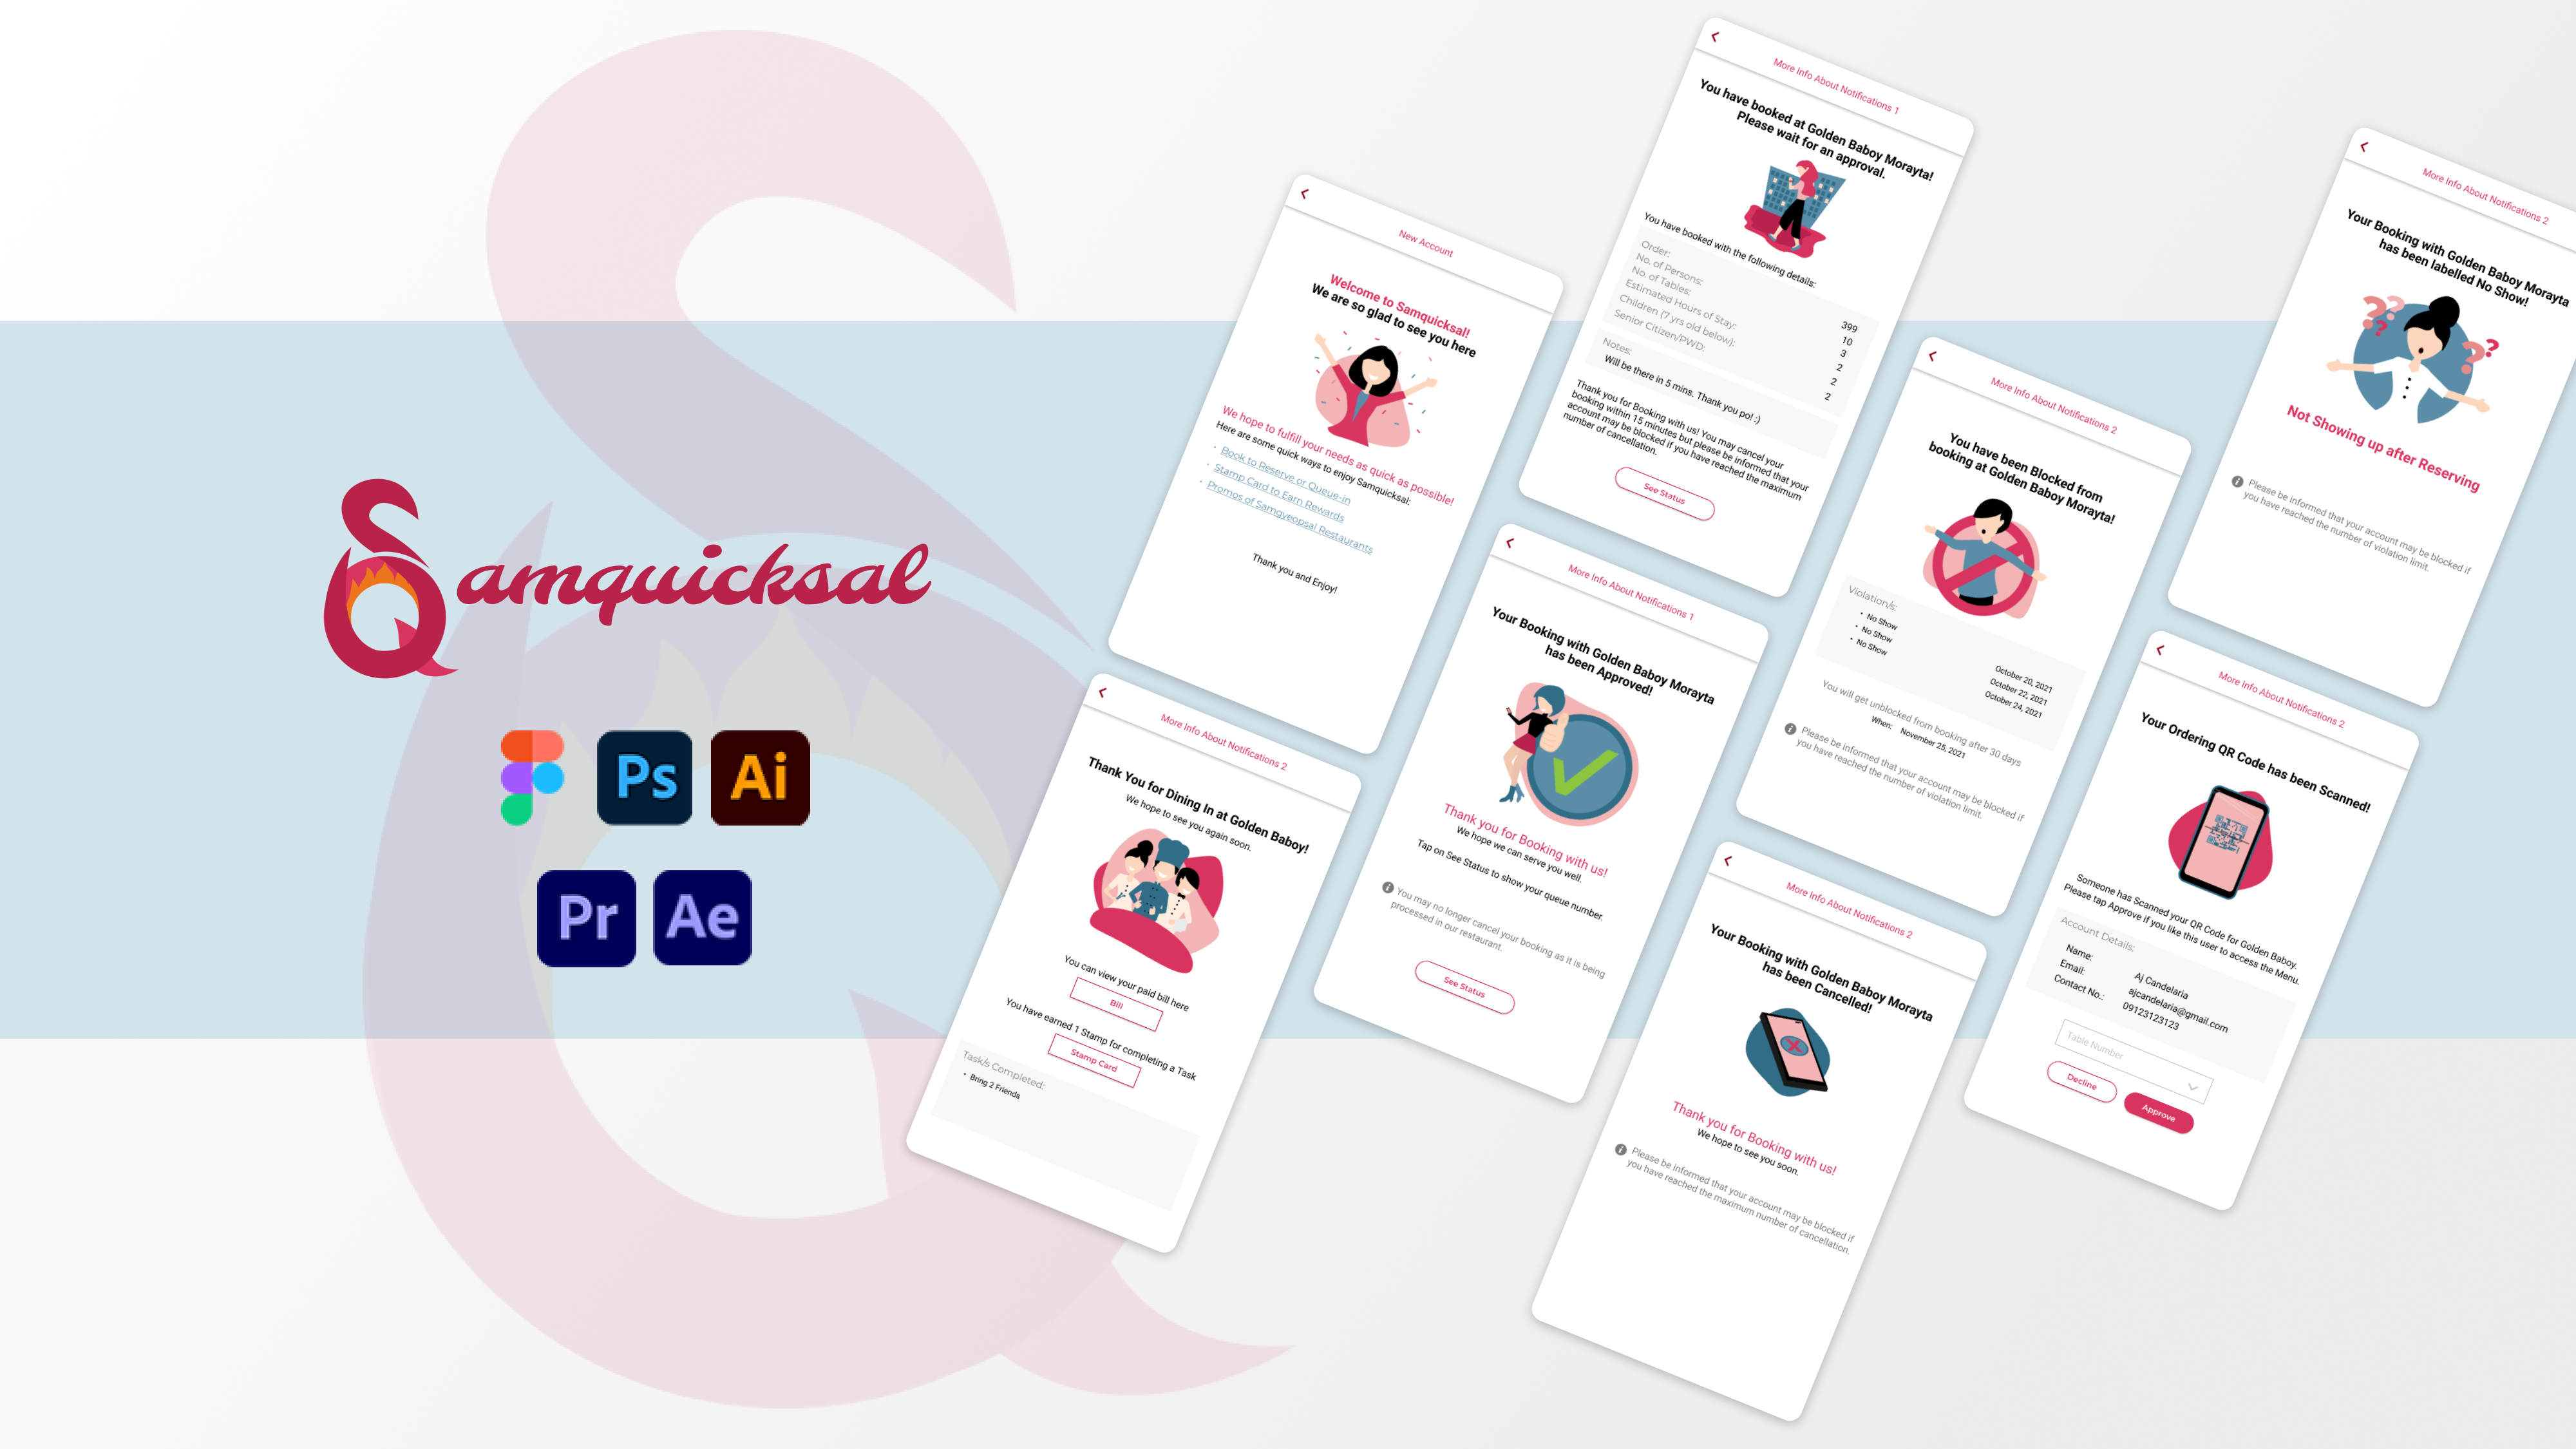 Samquicksal
Ps
Ai
Pr
Ae
New Account
Welcome to Samquicksal!
We are so glad to see you here
We hope to fulfill your needs as quick as possible!
Here are some quick ways to enjoy Samquicksal:
· Book to Reserve or Queue-in
· Stamp Card to Earn Rewards
· Promos of Samgyeopsal Restaurants
Thank you and Enjoy!
More Info About Notifications 2
Thank You for Dining In at Golden Baboy!
We hope to see you again soon.
You can view your paid bill here
Bill
You have earned 1 Stamp for completing a Task
Stamp Card
Task/s Completed:
• Bring 2 Friends
More Info About Notifications 1
You have booked at Golden Baboy Morayta!
Please wait for an approval.
You have booked with the following details:
Order: 399
No. of Persons: 10
No. of Tables: 3
Estimated Hours of Stay: 2
Children (7 yrs old below): 2
Senior Citizen/PWD: 2
Notes:
Will be there in 5 mins. Thank you po! :)
Thank you for Booking with us! You may cancel your
booking within 15 minutes but please be informed that your
account may be blocked if you have reached the maximum
number of cancellation.
See Status
More Info About Notifications 1
Your Booking with Golden Baboy Morayta
has been Approved!
Thank you for Booking with us!
We hope we can serve you well.
Tap on See Status to show your queue number.
You may no longer cancel your booking as it is being
processed in our restaurant.
See Status
More Info About Notifications 2
You have been Blocked from
booking at Golden Baboy Morayta!
Violation/s:
• No Show October 20, 2021
• No Show October 22, 2021
• No Show October 24, 2021
You will get unblocked from booking after 30 days
When: November 25, 2021
Please be informed that your account may be blocked if
you have reached the number of violation limit.
More Info About Notifications 2
Your Booking with Golden Baboy Morayta
has been Cancelled!
Thank you for Booking with us!
We hope to see you soon.
Please be informed that your account may be blocked if
you have reached the maximum number of cancellation.
More Info About Notifications 2
Your Booking with Golden Baboy Morayta
has been labelled No Show!
Not Showing up after Reserving
Please be informed that your account may be blocked if
you have reached the number of violation limit.
More Info About Notifications 2
Your Ordering QR Code has been Scanned!
Someone has Scanned your QR Code for Golden Baboy.
Please tap Approve if you like this user to access the Menu.
Account Details:
Name: Aj Candelaria
Email: ajcandelaria@gmail.com
Contact No.: 09123123123
Table Number
Decline
Approve